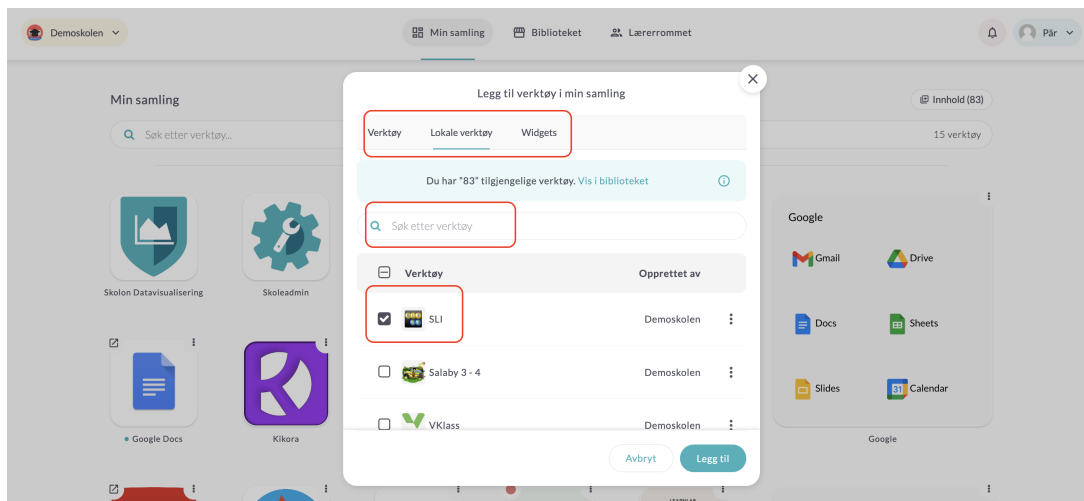 Demoskolen
Min samling
Biblioteket
Lærerrommet
Pär
Min samling
Innhold (83)
Søk etter verktøy...
15 verktøy
Legg til verktøy i min samling
Verktøy Lokale verktøy Widgets
Du har "83" tilgjengelige verktøy. Vis i biblioteket
Søk etter verktøy
Verktøy Opprettet av
SLI Demoskolen
Salaby 3 - 4 Demoskolen
VKlass Demoskolen
Avbryt Legg til
Skolon Datavisualisering
Skoleadmin
Google Docs
Kikora
Google
Gmail Drive
Docs Sheets
31
Slides Calendar
Google